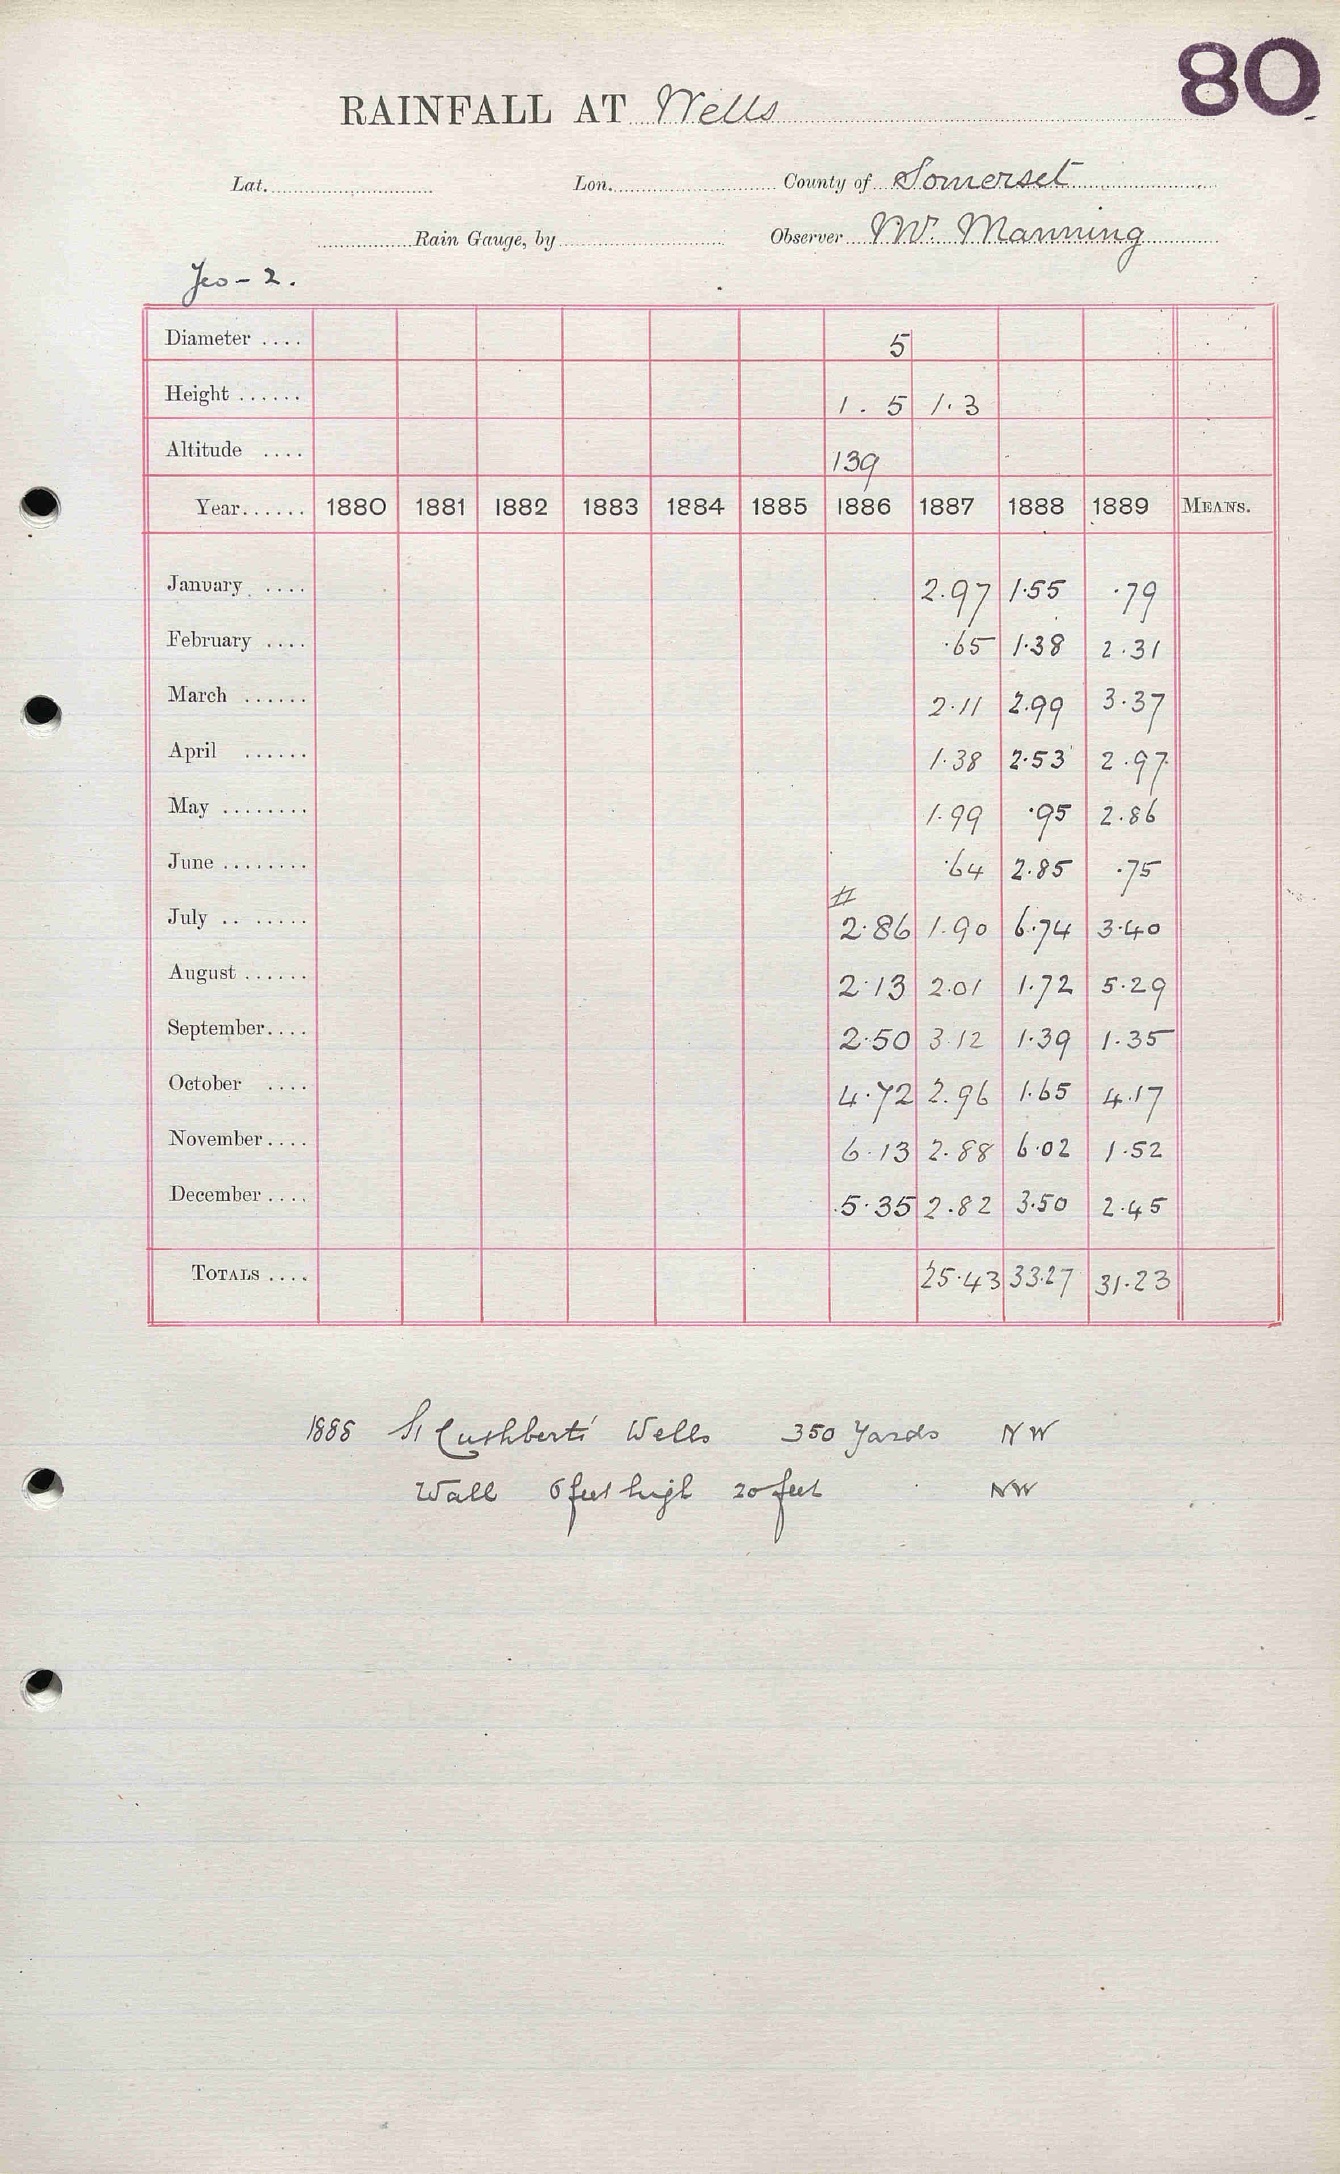 80
RAINFALL AT Wells
Lat. Lon. County of Somerset
Rain Gauge, by Observer Mr. Manning
Yeo - 2.
Diameter .... 5
Height ...... 1.5 1.3
Altitude .... 139
Year...... 1880 1881 1882 1883 1884 1885 1886 1887 1888 1889 MEANS.
January .... 2.97 1.55 .79
February .... .65 1.38 2.31
March ...... 2.11 2.99 3.37
April ...... 1.38 2.53 2.97
May ........ 1.99 .95 2.86
June ........ .64 2.85 .75
#
July .. ..... 2.86 1.90 6.74 3.40
August ...... 2.13 2.01 1.72 5.29
September.... 2.50 3.12 1.39 1.35
October .... 4.72 2.96 1.65 4.17
November.... 6.13 2.88 6.02 1.52
December.... 5.35 2.82 3.50 2.45
TOTALS .... 25.43 33.27 31.23
1888 St Cuthbert's Wells 350 Yards NW
Wall 6 feet high 20 feet NW